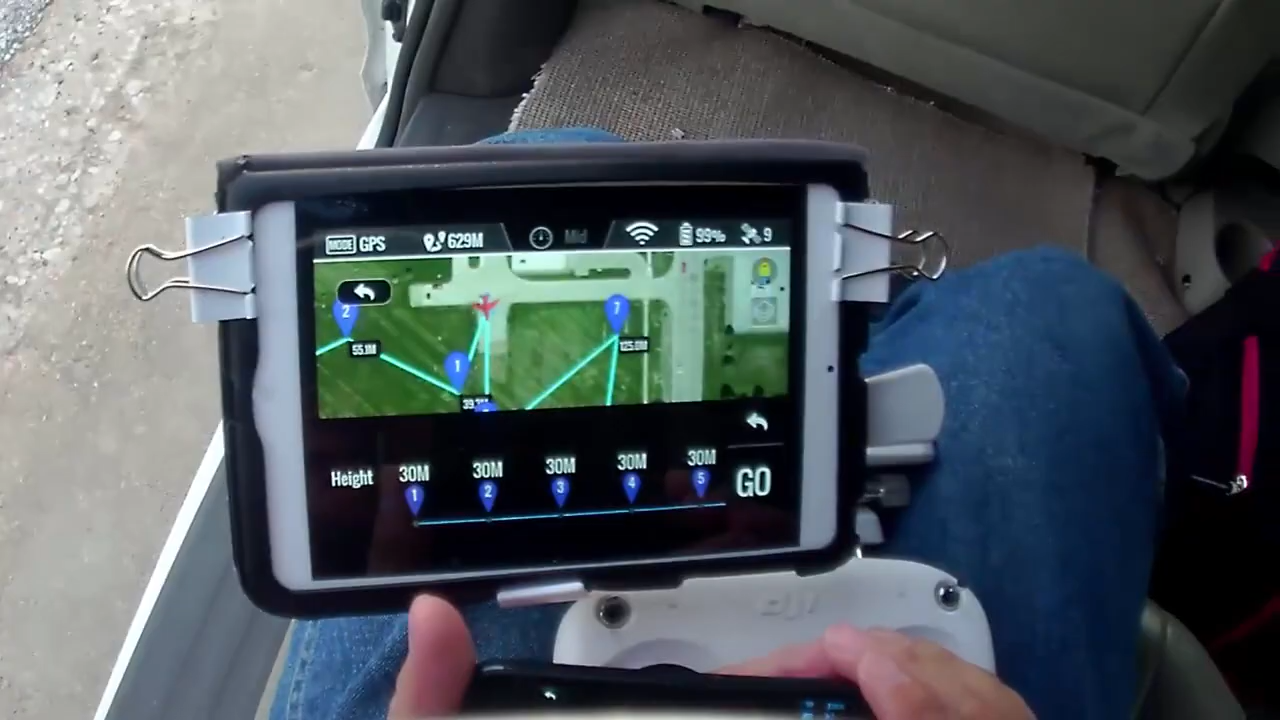 MODE GPS 629M Mid 99% 9
2 7
55.1M 125.0M
1
Height 30M 30M 30M 30M 30M
1 2 3 4 5
GO
dji